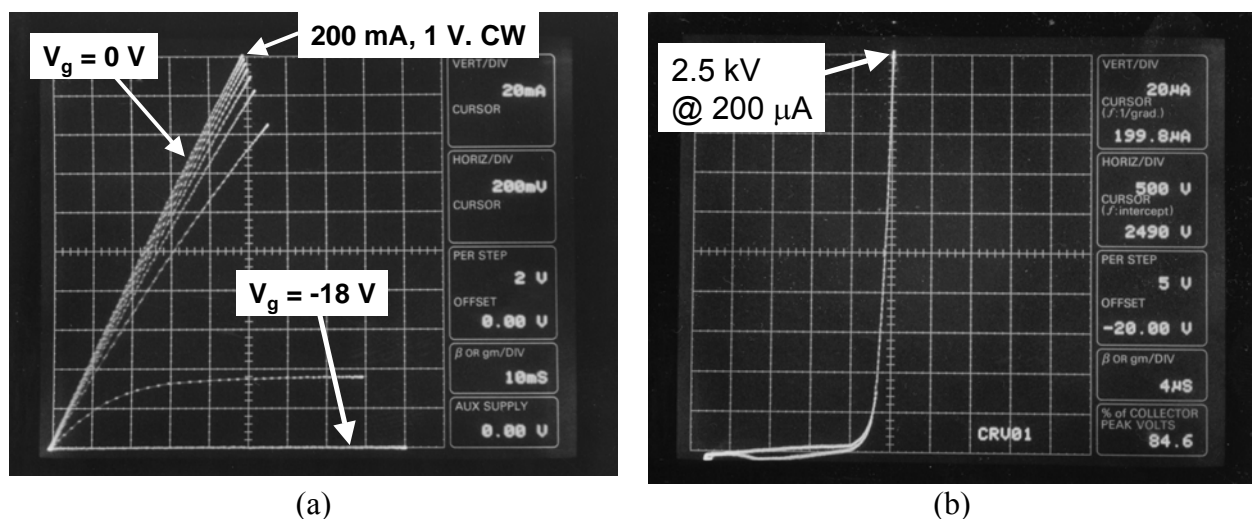 V_g = 0 V
200 mA, 1 V. CW
VERT/DIV
20mA
CURSOR
HORIZ/DIV
200mV
CURSOR
PER STEP
2 V
OFFSET
0.00 V
β OR gm/DIV
10mS
AUX SUPPLY
0.00 V
V_g = -18 V
(a)
2.5 kV
@ 200 μA
VERT/DIV
20μA
CURSOR
(f:1/grad.)
199.8μA
HORIZ/DIV
500 V
CURSOR
(f:intercept)
2490 V
PER STEP
5 V
OFFSET
-20.00 V
β OR gm/DIV
4μS
% of COLLECTOR
PEAK VOLTS
84.6
CRV01
(b)